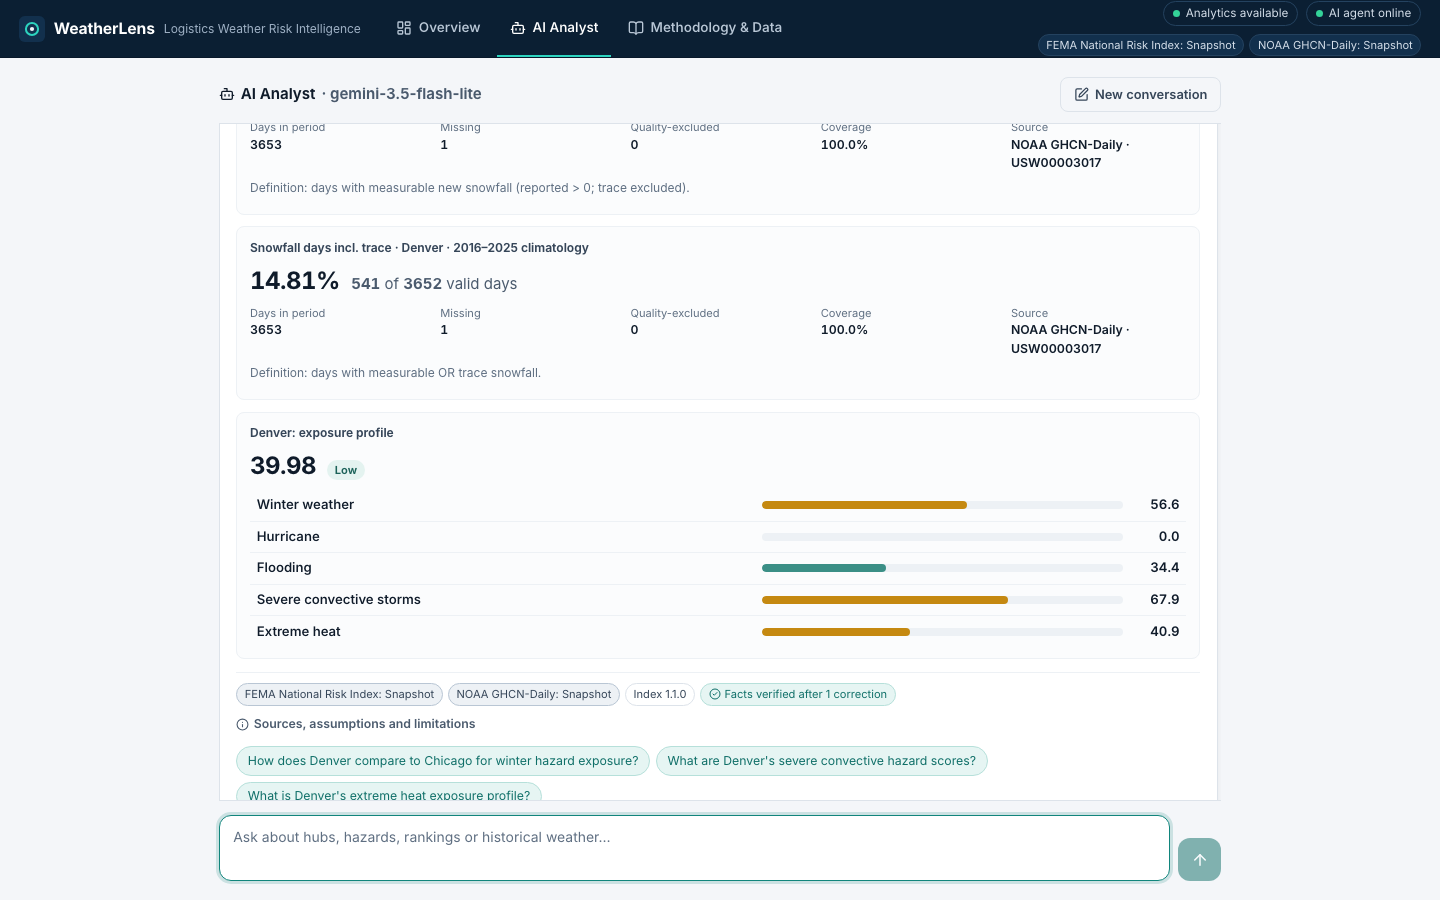 WeatherLens Logistics Weather Risk Intelligence Overview AI Analyst Methodology & Data
Analytics available AI agent online
FEMA National Risk Index: Snapshot NOAA GHCN-Daily: Snapshot
AI Analyst · gemini-3.5-flash-lite New conversation
Days in period Missing Quality-excluded Coverage Source
3653 1 0 100.0% NOAA GHCN-Daily ·
USW00003017
Definition: days with measurable new snowfall (reported > 0; trace excluded).
Snowfall days incl. trace · Denver · 2016–2025 climatology
14.81% 541 of 3652 valid days
Days in period Missing Quality-excluded Coverage Source
3653 1 0 100.0% NOAA GHCN-Daily ·
USW00003017
Definition: days with measurable OR trace snowfall.
Denver: exposure profile
39.98 Low
Winter weather 56.6
Hurricane 0.0
Flooding 34.4
Severe convective storms 67.9
Extreme heat 40.9
FEMA National Risk Index: Snapshot NOAA GHCN-Daily: Snapshot Index 1.1.0 Facts verified after 1 correction
Sources, assumptions and limitations
How does Denver compare to Chicago for winter hazard exposure? What are Denver's severe convective hazard scores?
What is Denver's extreme heat exposure profile?
Ask about hubs, hazards, rankings or historical weather...